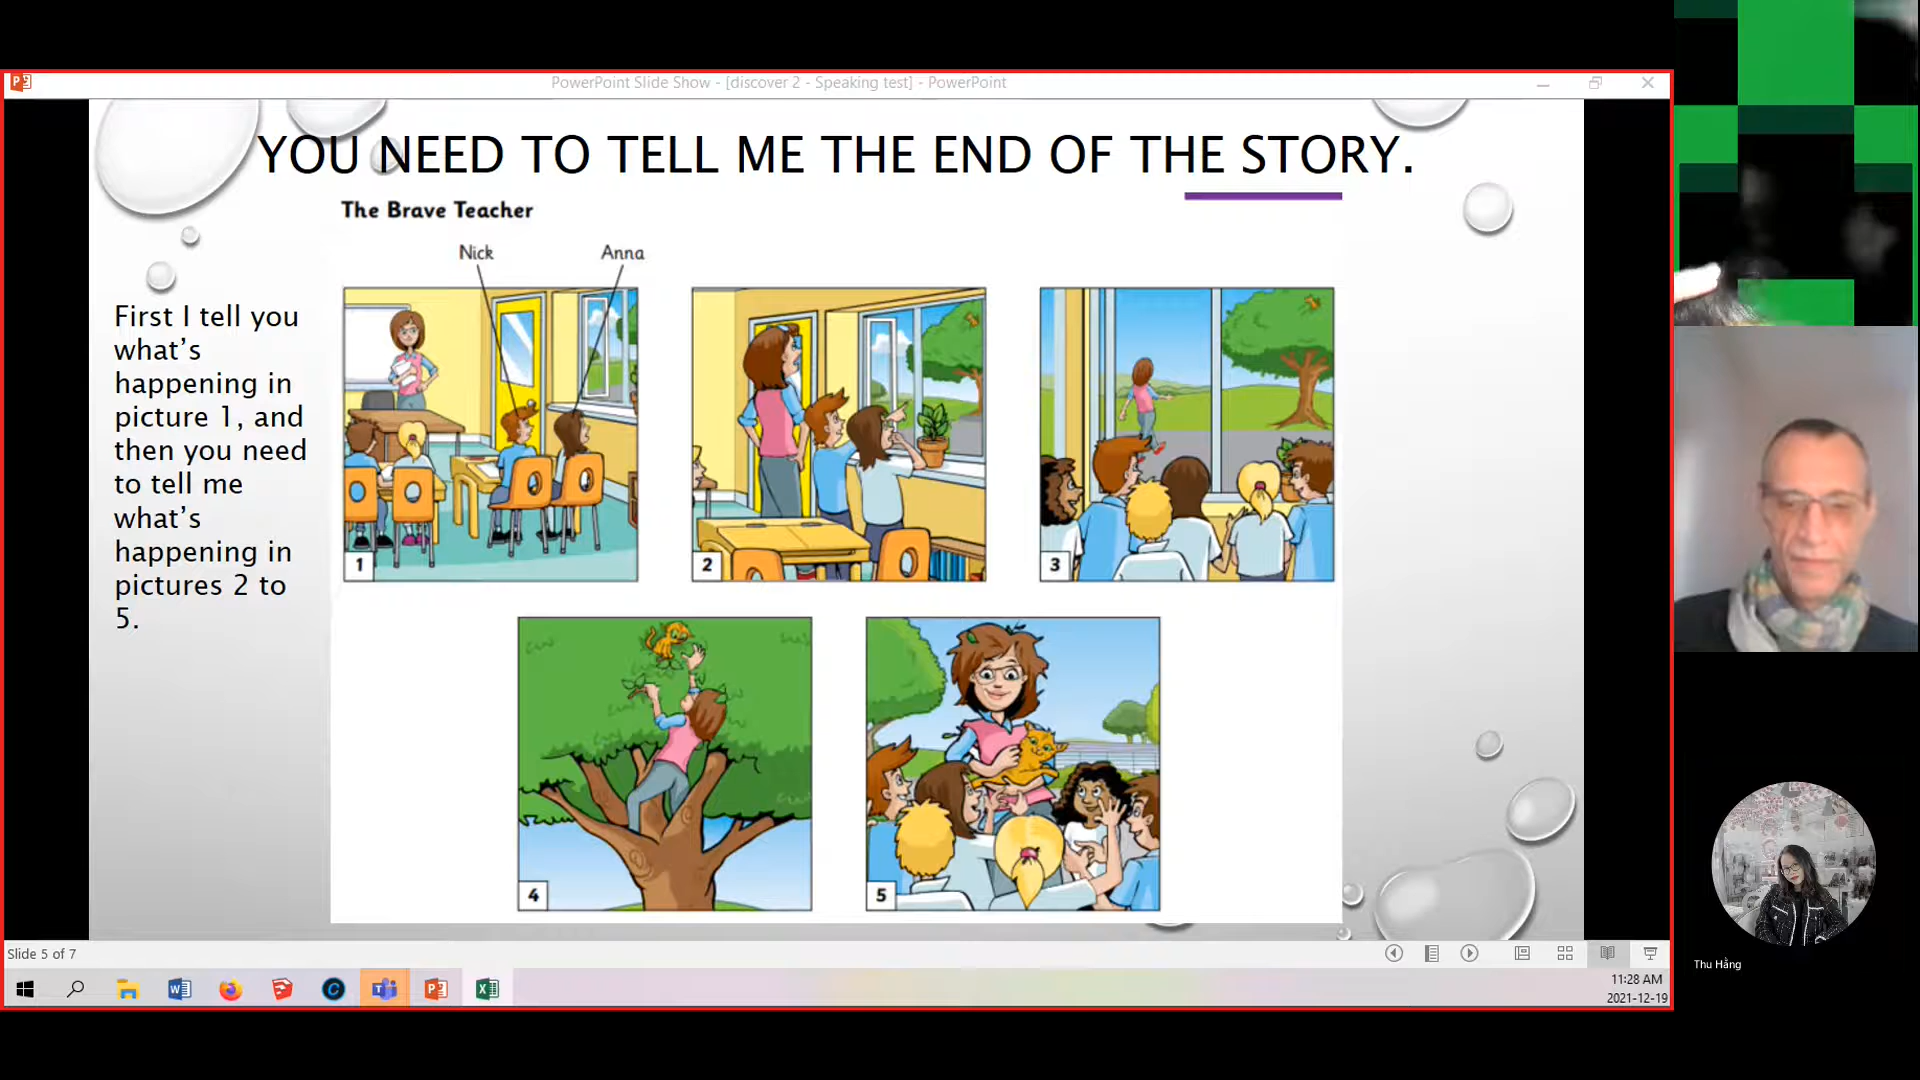 PowerPoint Slide Show - [discover 2 - Speaking test] - PowerPoint
YOU NEED TO TELL ME THE END OF THE STORY.
The Brave Teacher
Nick
Anna
First I tell you
what's
happening in
picture 1, and
then you need
to tell me
what's
happening in
pictures 2 to
5.
1
2
3
4
5
Thu Hằng
Slide 5 of 7
11:28 AM
2021-12-19